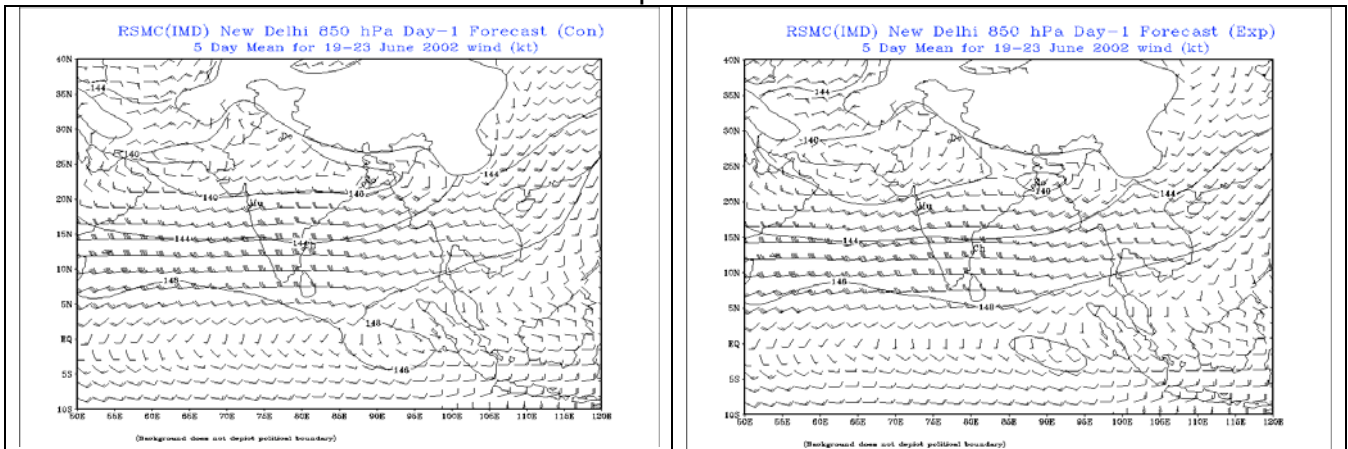 RSMC(IMD) New Delhi 850 hPa Day-1 Forecast (Con)
5 Day Mean for 19-23 June 2002 wind (kt)
40N
35N
30N
25N
20N
15N
10N
5N
EQ
5S
10S
50E 55E 60E 65E 70E 75E 80E 85E 90E 95E 100E 105E 110E 115E 120E
144
140
De
144
140
140
Mu
144
144
148
148
(Background does not depict political boundary)
RSMC(IMD) New Delhi 850 hPa Day-1 Forecast (Exp)
5 Day Mean for 19-23 June 2002 wind (kt)
40N
35N
30N
25N
20N
15N
10N
5N
EQ
5S
10S
50E 55E 60E 65E 70E 75E 80E 85E 90E 95E 100E 105E 110E 115E 120E
144
140
De
140
144
Mu
144
Ch
148
(Background does not depict political boundary)